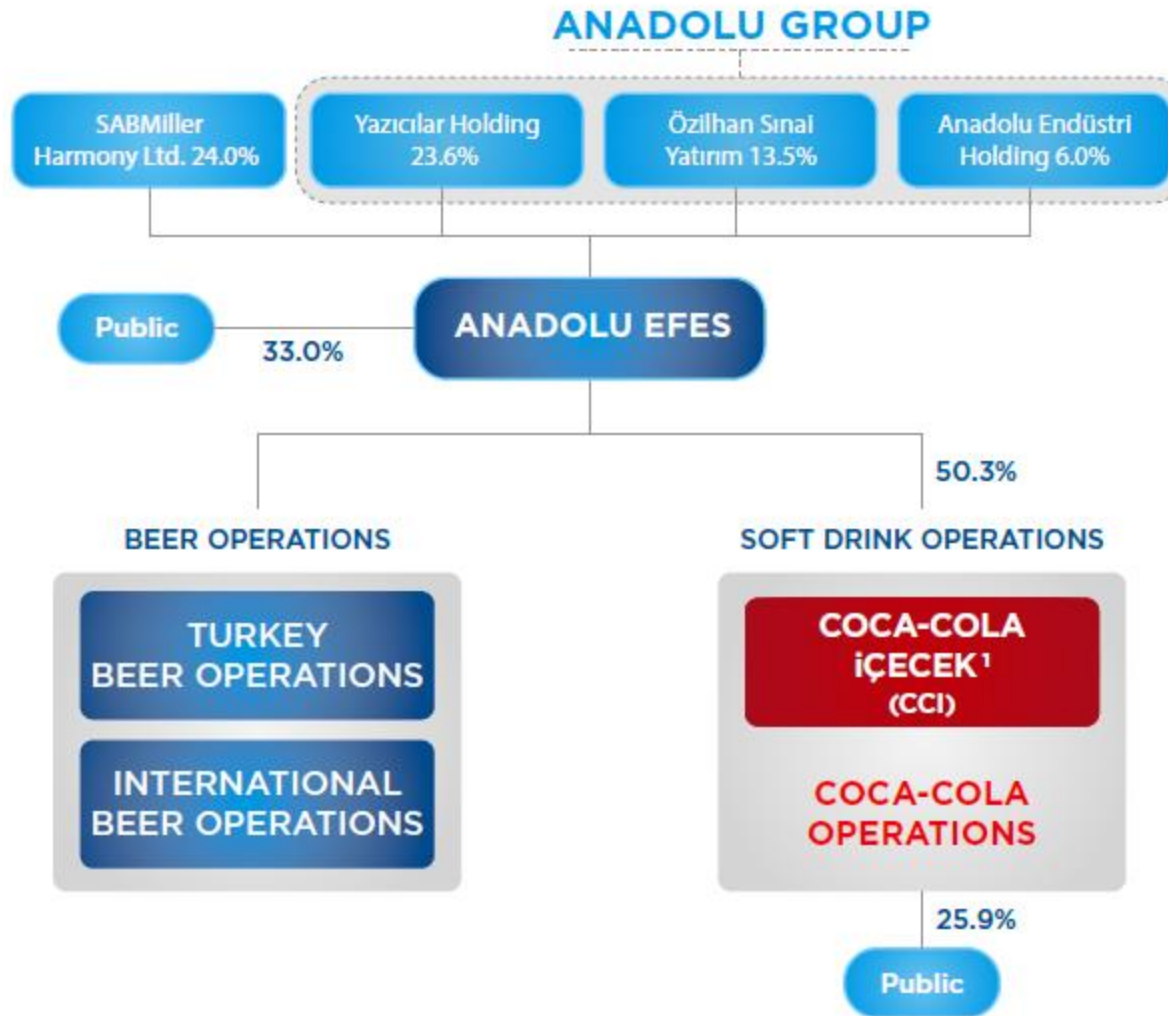 ANADOLU GROUP
SABMiller
Harmony Ltd. 24.0%
Yazıcılar Holding
23.6%
Özilhan Sınai
Yatırım 13.5%
Anadolu Endüstri
Holding 6.0%
Public
33.0%
ANADOLU EFES
50.3%
BEER OPERATIONS
TURKEY
BEER OPERATIONS
INTERNATIONAL
BEER OPERATIONS
SOFT DRINK OPERATIONS
COCA-COLA
iÇECEK¹
(CCI)
COCA-COLA
OPERATIONS
25.9%
Public